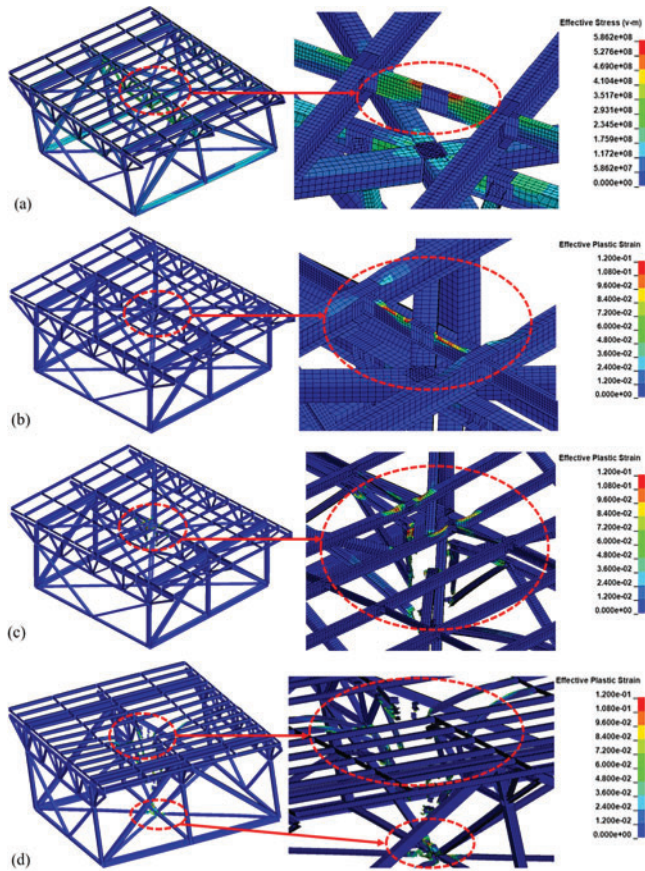 Effective Stress (v-m)
5.862e+08
5.276e+08
4.690e+08
4.104e+08
3.517e+08
2.931e+08
2.345e+08
1.759e+08
1.172e+08
5.862e+07
0.000e+00
(a)
Effective Plastic Strain
1.200e-01
1.080e-01
9.600e-02
8.400e-02
7.200e-02
6.000e-02
4.800e-02
3.600e-02
2.400e-02
1.200e-02
0.000e+00
(b)
Effective Plastic Strain
1.200e-01
1.080e-01
9.600e-02
8.400e-02
7.200e-02
6.000e-02
4.800e-02
3.600e-02
2.400e-02
1.200e-02
0.000e+00
(c)
Effective Plastic Strain
1.200e-01
1.080e-01
9.600e-02
8.400e-02
7.200e-02
6.000e-02
4.800e-02
3.600e-02
2.400e-02
1.200e-02
0.000e+00
(d)